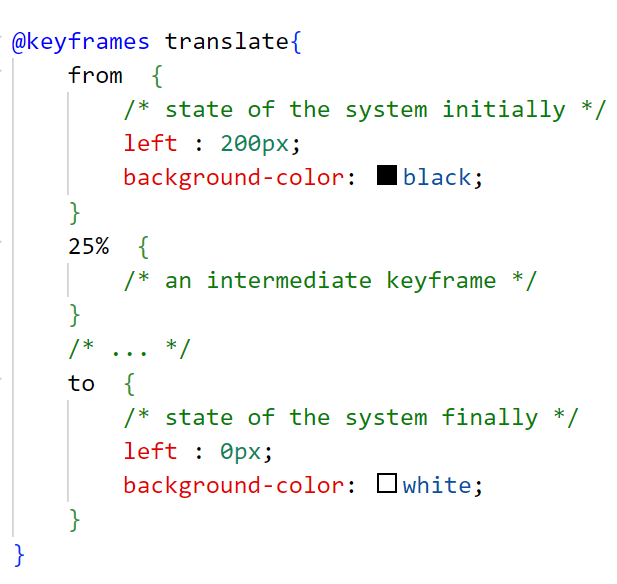 @keyframes translate{
from  {
/* state of the system initially */
left : 200px;
background-color: black;
}
25%  {
/* an intermediate keyframe */
}
/* ... */
to  {
/* state of the system finally */
left : 0px;
background-color: white;
}
}